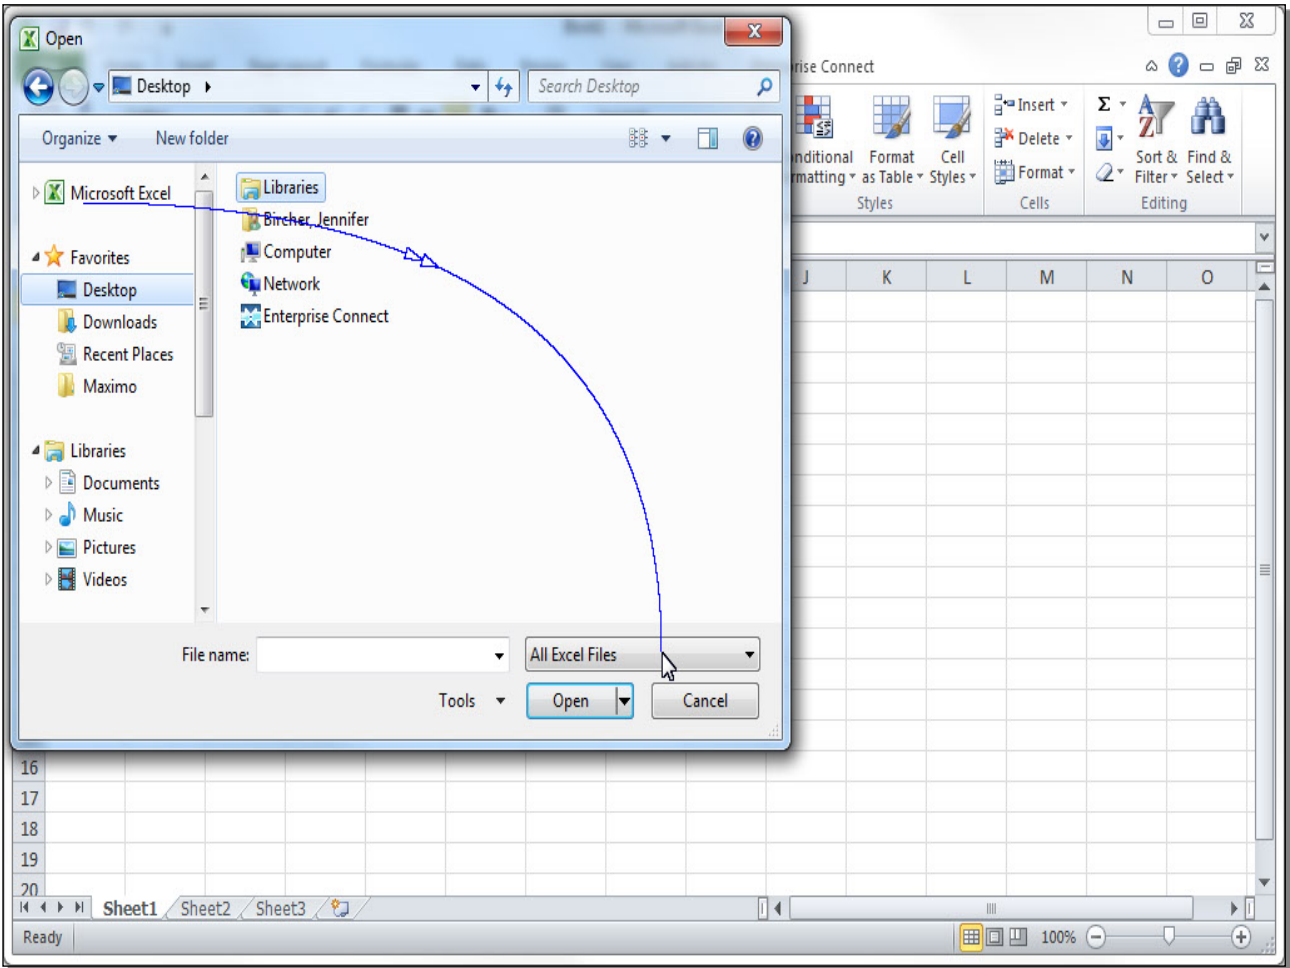 Open
Desktop
Search Desktop
Organize
New folder
Microsoft Excel
Favorites
Desktop
Downloads
Recent Places
Maximo
Libraries
Documents
Music
Pictures
Videos
Libraries
Bircher, Jennifer
Computer
Network
Enterprise Connect
File name:
All Excel Files
Tools
Open
Cancel
rise Connect
nditional
rmatting
Format
as Table
Cell
Styles
Styles
Insert
Delete
Format
Cells
Σ
Sort &
Filter
Find &
Select
Editing
J K L M N O
16
17
18
19
20
Sheet1 Sheet2 Sheet3
Ready
100%